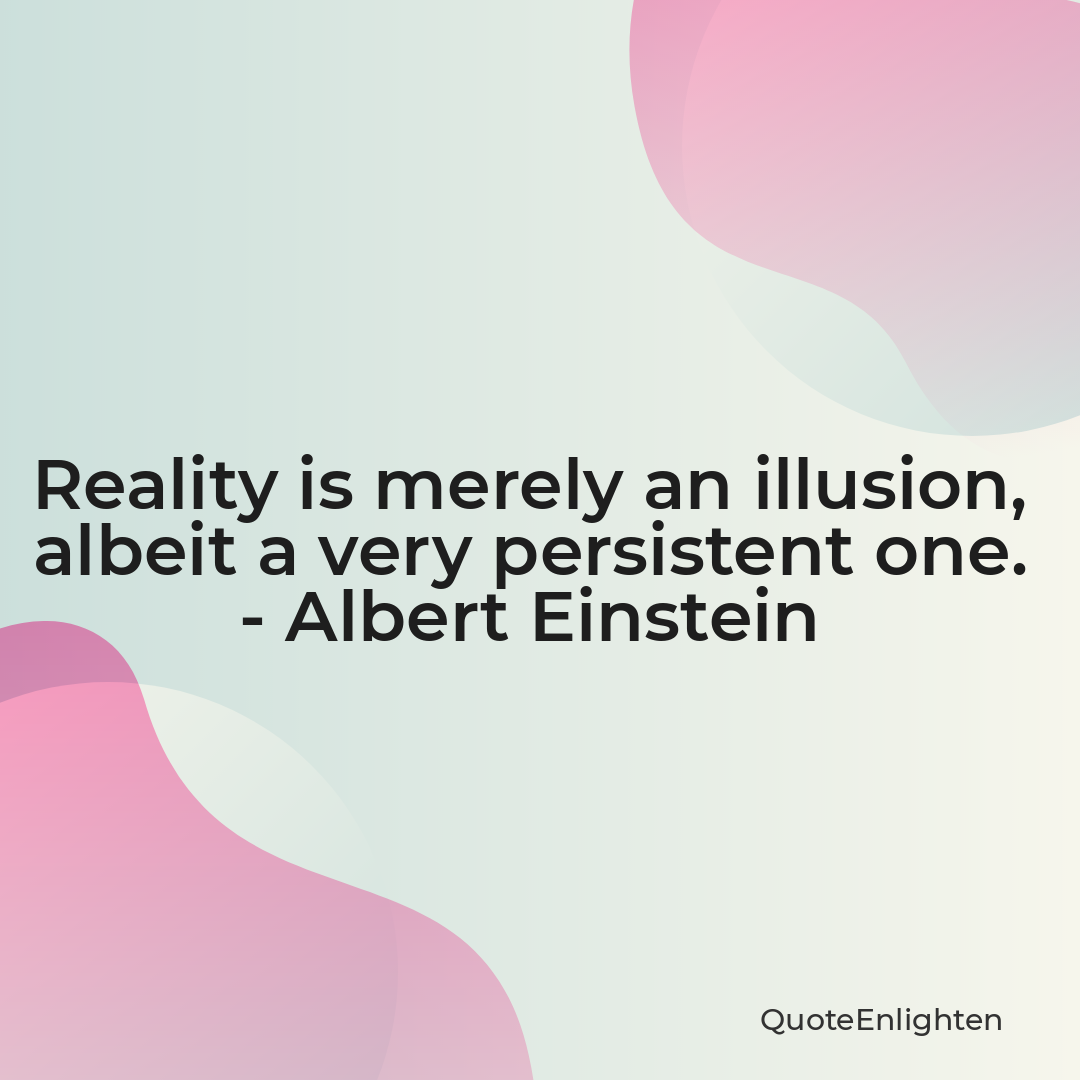 Reality is merely an illusion,
albeit a very persistent one.
- Albert Einstein
QuoteEnlighten